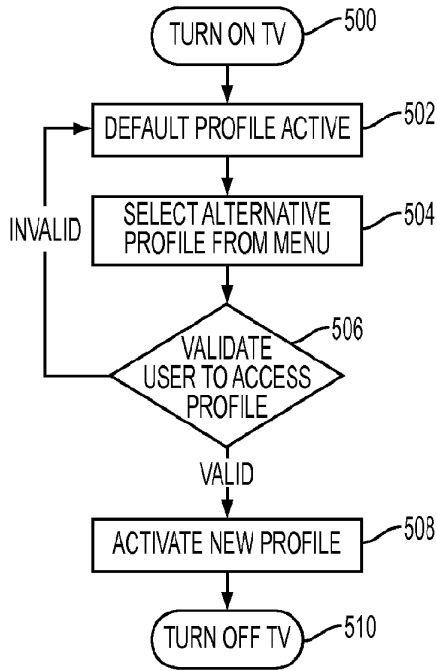 TURN ON TV
500
DEFAULT PROFILE ACTIVE
502
SELECT ALTERNATIVE
PROFILE FROM MENU
504
INVALID
506
VALIDATE
USER TO ACCESS
PROFILE
VALID
ACTIVATE NEW PROFILE
508
TURN OFF TV
510